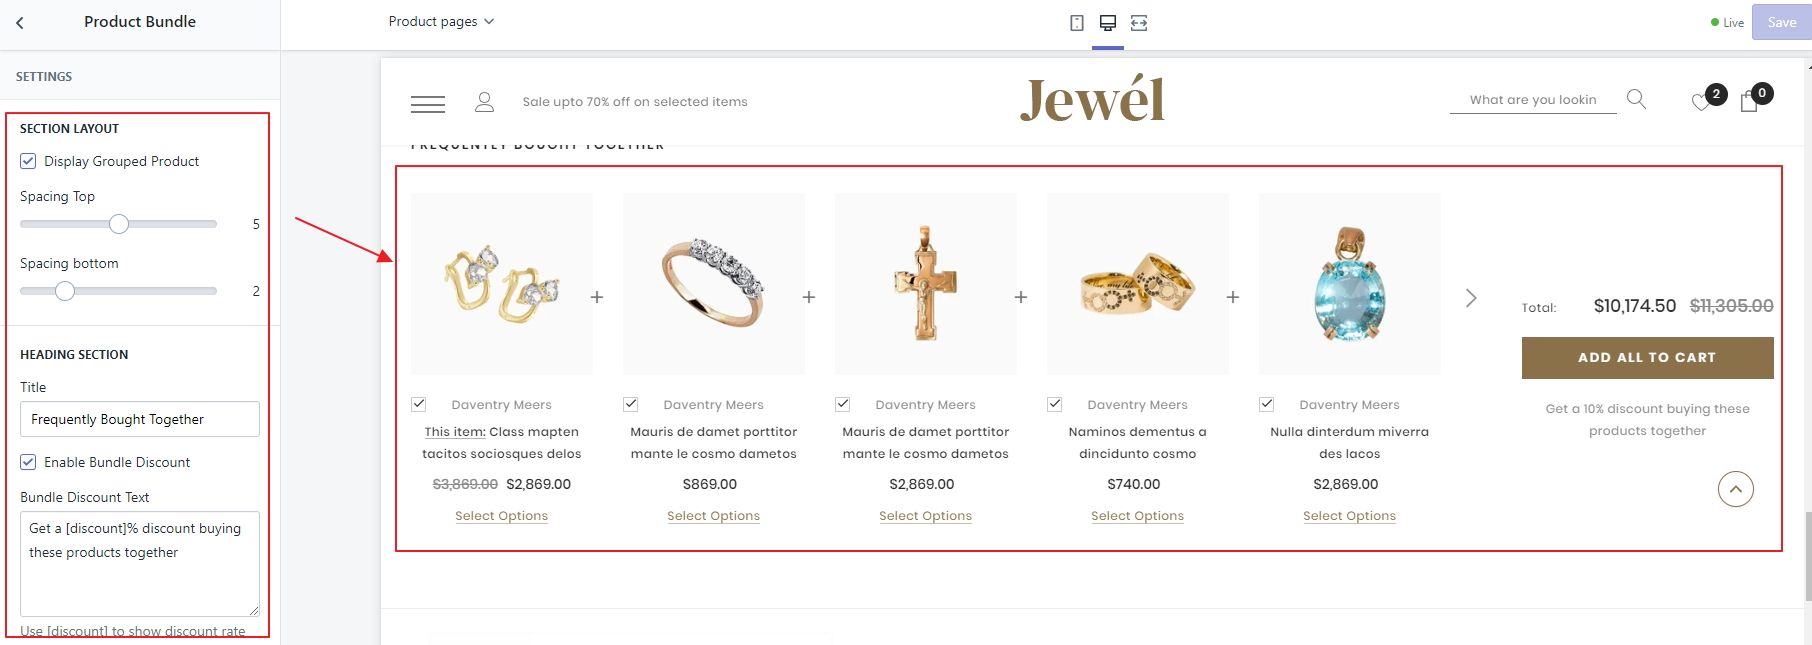 Product Bundle
Product pages
Live
Save
SETTINGS
SECTION LAYOUT
Display Grouped Product
Spacing Top
5
Spacing bottom
2
HEADING SECTION
Title
Frequently Bought Together
Enable Bundle Discount
Bundle Discount Text
Get a [discount]% discount buying
these products together
Use [discount] to show discount rate
Sale upto 70% off on selected items
Jewél
What are you lookin
2
0
FREQUENTLY BOUGHT TOGETHER
+
+
+
+
Daventry Meers
This item: Class mapten
tacitos sociosques delos
$3,869.00 $2,869.00
Select Options
Daventry Meers
Mauris de damet porttitor
mante le cosmo dametos
$869.00
Select Options
Daventry Meers
Mauris de damet porttitor
mante le cosmo dametos
$2,869.00
Select Options
Daventry Meers
Naminos dementus a
dincidunto cosmo
$740.00
Select Options
Daventry Meers
Nulla dinterdum miverra
des lacos
$2,869.00
Select Options
Total: $10,174.50 $11,305.00
ADD ALL TO CART
Get a 10% discount buying these
products together